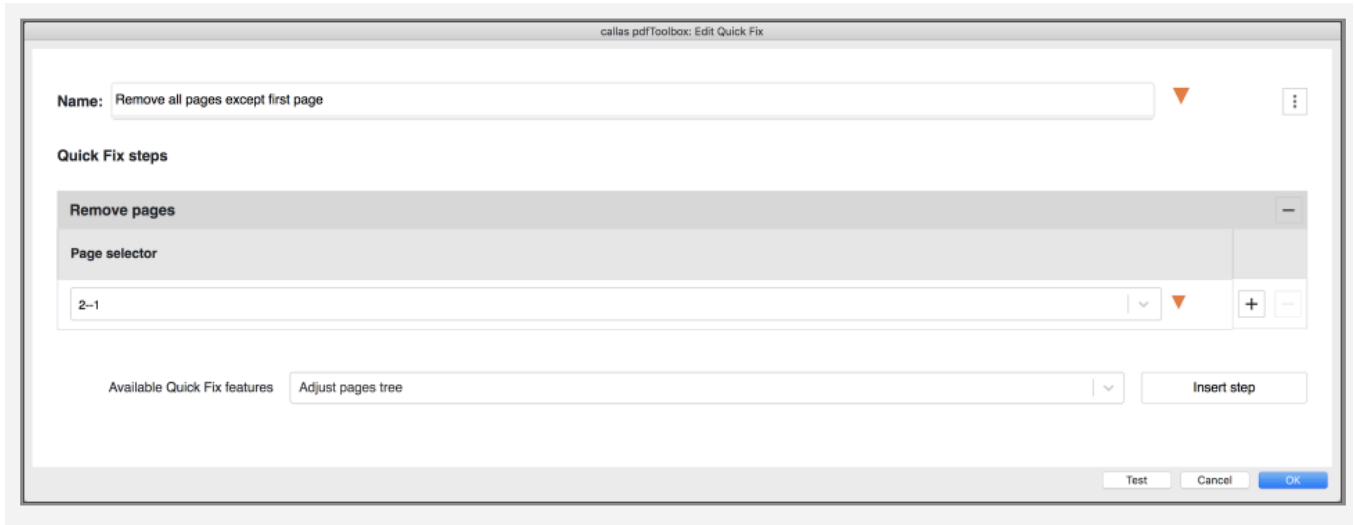 callas pdfToolbox: Edit Quick Fix
Name: Remove all pages except first page
Quick Fix steps
Remove pages
Page selector
2--1
Available Quick Fix features Adjust pages tree Insert step
Test Cancel OK